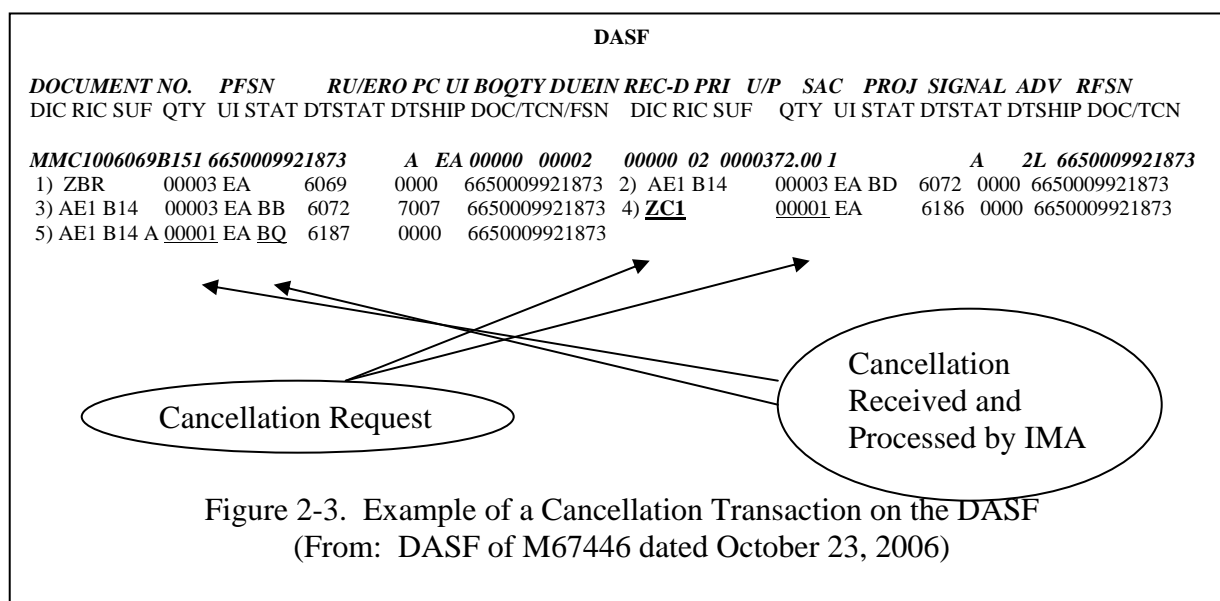 DASF
DOCUMENT NO. PFSN RU/ERO PC UI BOQTY DUEIN REC-D PRI U/P SAC PROJ SIGNAL ADV RFSN
DIC RIC SUF QTY UI STAT DTSTAT DTSHIP DOC/TCN/FSN DIC RIC SUF QTY UI STAT DTSTAT DTSHIP DOC/TCN
MMC1006069B151 6650009921873 A EA 00000 00002 00000 02 0000372.00 1 A 2L 6650009921873
1) ZBR 00003 EA 6069 0000 6650009921873 2) AE1 B14 00003 EA BD 6072 0000 6650009921873
3) AE1 B14 00003 EA BB 6072 7007 6650009921873 4) ZC1 00001 EA 6186 0000 6650009921873
5) AE1 B14 A 00001 EA BQ 6187 0000 6650009921873
Cancellation Request
Cancellation
Received and
Processed by IMA
Figure 2-3. Example of a Cancellation Transaction on the DASF
(From: DASF of M67446 dated October 23, 2006)